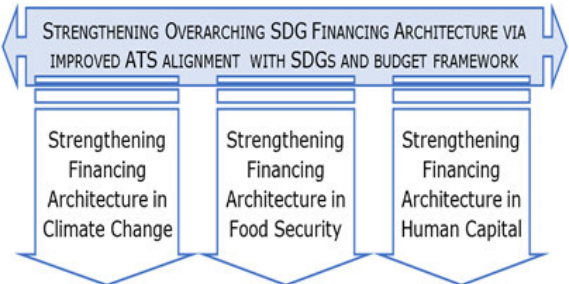 STRENGTHENING OVERARCHING SDG FINANCING ARCHITECTURE VIA
IMPROVED ATS ALIGNMENT WITH SDGS AND BUDGET FRAMEWORK
Strengthening
Financing
Architecture in
Climate Change
Strengthening
Financing
Architecture in
Food Security
Strengthening
Financing
Architecture in
Human Capital